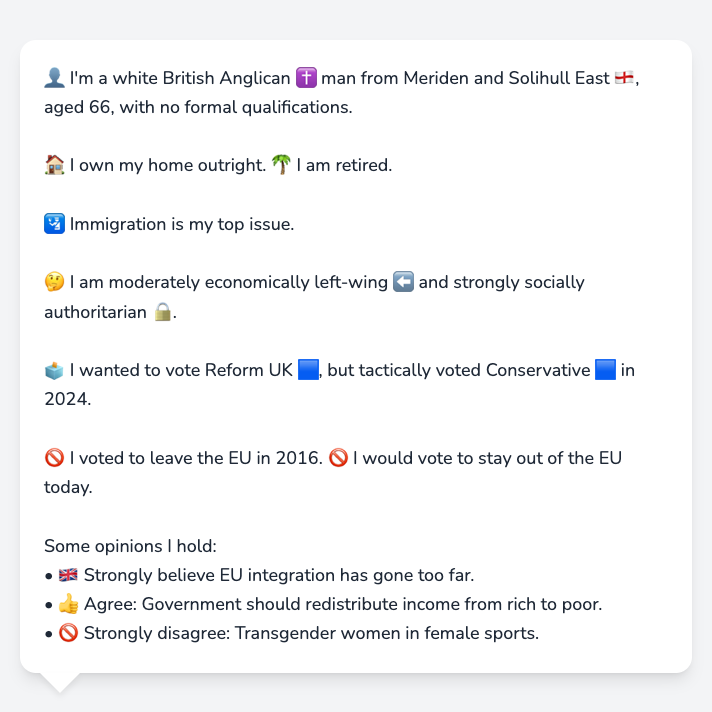 👤 I'm a white British Anglican ✝️ man from Meriden and Solihull East 🏴󠁧󠁢󠁥󠁮󠁧󠁿,
aged 66, with no formal qualifications.
🏠 I own my home outright. 🌴 I am retired.
🛂 Immigration is my top issue.
🤔 I am moderately economically left-wing ⬅️ and strongly socially
authoritarian 🔒.
🗳️ I wanted to vote Reform UK 🟦, but tactically voted Conservative 🟦 in
2024.
🚫 I voted to leave the EU in 2016. 🚫 I would vote to stay out of the EU
today.
Some opinions I hold:
• 🇬🇧 Strongly believe EU integration has gone too far.
• 👍 Agree: Government should redistribute income from rich to poor.
• 🚫 Strongly disagree: Transgender women in female sports.